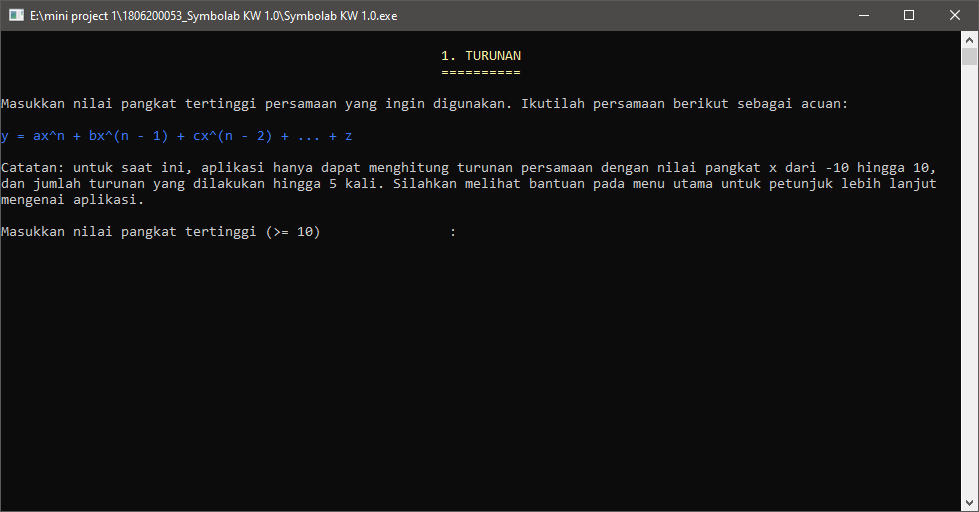 E:\mini project 1\1806200053_Symbolab KW 1.0\Symbolab KW 1.0.exe
1. TURUNAN
==========
Masukkan nilai pangkat tertinggi persamaan yang ingin digunakan. Ikutilah persamaan berikut sebagai acuan:
y = ax^n + bx^(n - 1) + cx^(n - 2) + ... + z
Catatan: untuk saat ini, aplikasi hanya dapat menghitung turunan persamaan dengan nilai pangkat x dari -10 hingga 10,
dan jumlah turunan yang dilakukan hingga 5 kali. Silahkan melihat bantuan pada menu utama untuk petunjuk lebih lanjut
mengenai aplikasi.
Masukkan nilai pangkat tertinggi (>= 10) :